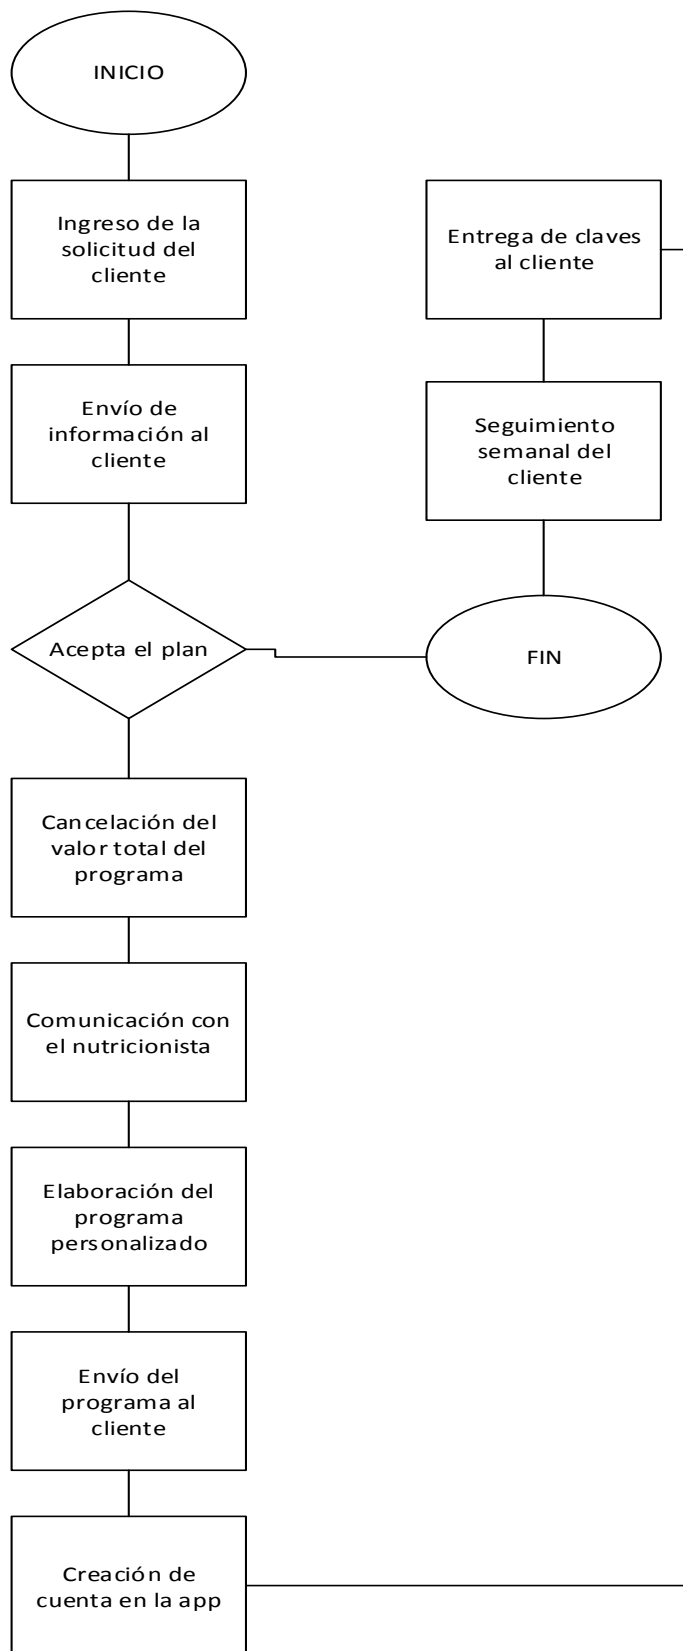 INICIO
Ingreso de la
solicitud del
cliente
Envío de
información al
cliente
Acepta el plan
Cancelación del
valor total del
programa
Comunicación con
el nutricionista
Elaboración del
programa
personalizado
Envío del
programa al
cliente
Creación de
cuenta en la app
Entrega de claves
al cliente
Seguimiento
semanal del
cliente
FIN